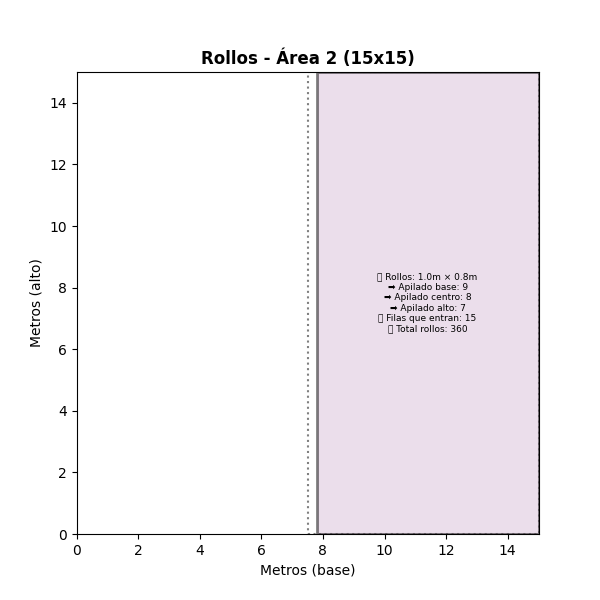 Rollos - Área 2 (15x15)
Metros (alto)
14
12
10
8
6
4
2
0
Rollos: 1.0m × 0.8m
➡ Apilado base: 9
➡ Apilado centro: 8
➡ Apilado alto: 7
Filas que entran: 15
Total rollos: 360
0 2 4 6 8 10 12 14
Metros (base)